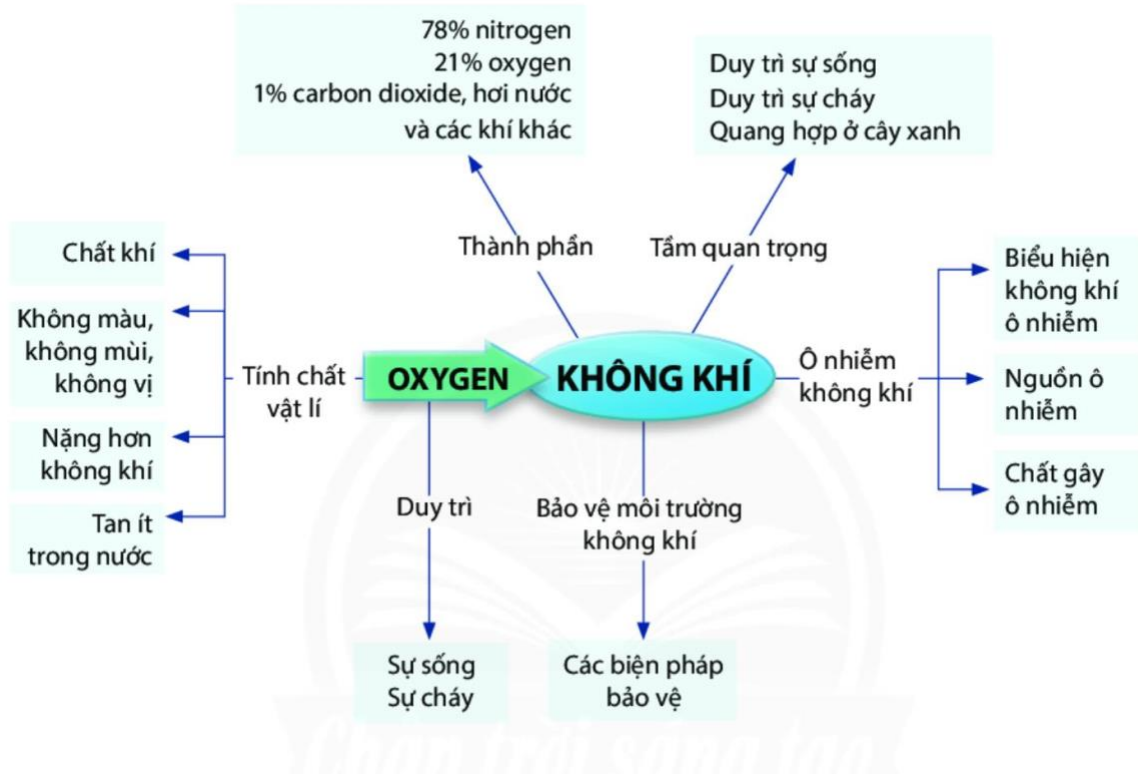 78% nitrogen
21% oxygen
1% carbon dioxide, hơi nước
và các khí khác
Duy trì sự sống
Duy trì sự cháy
Quang hợp ở cây xanh
Thành phần
Tầm quan trọng
Chất khí
Không màu,
không mùi,
không vị
Nặng hơn
không khí
Tan ít
trong nước
Tính chất
vật lí
OXYGEN
KHÔNG KHÍ
Ô nhiễm
không khí
Biểu hiện
không khí
ô nhiễm
Nguồn ô
nhiễm
Chất gây
ô nhiễm
Duy trì
Bảo vệ môi trường
không khí
Sự sống
Sự cháy
Các biện pháp
bảo vệ
Chân trời sáng tạo